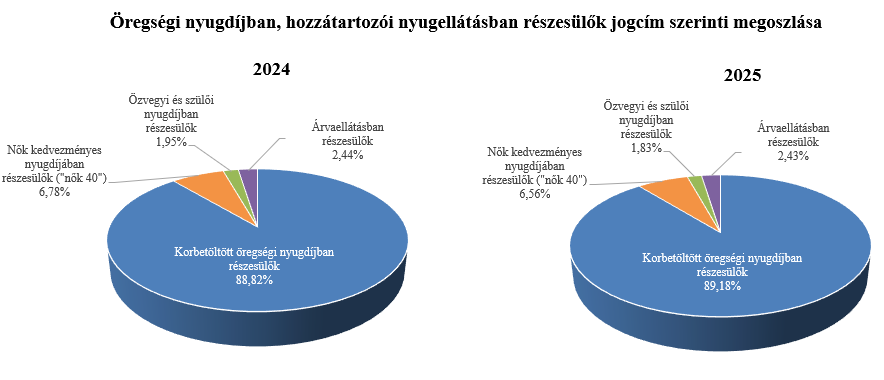 Öregségi nyugdíjban, hozzátartozói nyugellátásban részesülők jogcím szerinti megoszlása
2024
Özvegyi és szülői
nyugdíjban
részesülők
1,95%
Árvaellátásban
részesülők
2,44%
Nők kedvezményes
nyugdíjában
részesülők ("nők 40")
6,78%
Korbetöltött öregségi nyugdíjban
részesülők
88,82%
2025
Özvegyi és szülői
nyugdíjban
részesülők
1,83%
Árvaellátásban
részesülők
2,43%
Nők kedvezményes
nyugdíjában
részesülők ("nők 40")
6,56%
Korbetöltött öregségi nyugdíjban
részesülők
89,18%